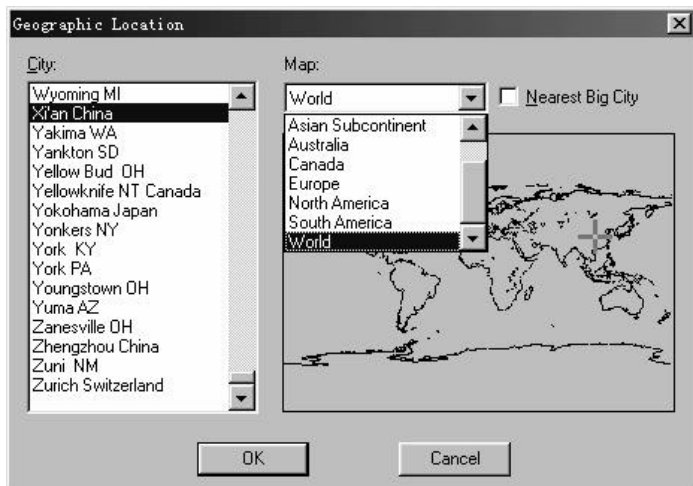 Geographic Location
City:
Wyoming MI
Xi'an China
Yakima WA
Yankton SD
Yellow Bud OH
Yellowknife NT Canada
Yokohama Japan
Yonkers NY
York KY
York PA
Youngstown OH
Yuma AZ
Zanesville OH
Zhengzhou China
Zuni NM
Zurich Switzerland
Map:
World
Nearest Big City
Asian Subcontinent
Australia
Canada
Europe
North America
South America
World
OK
Cancel